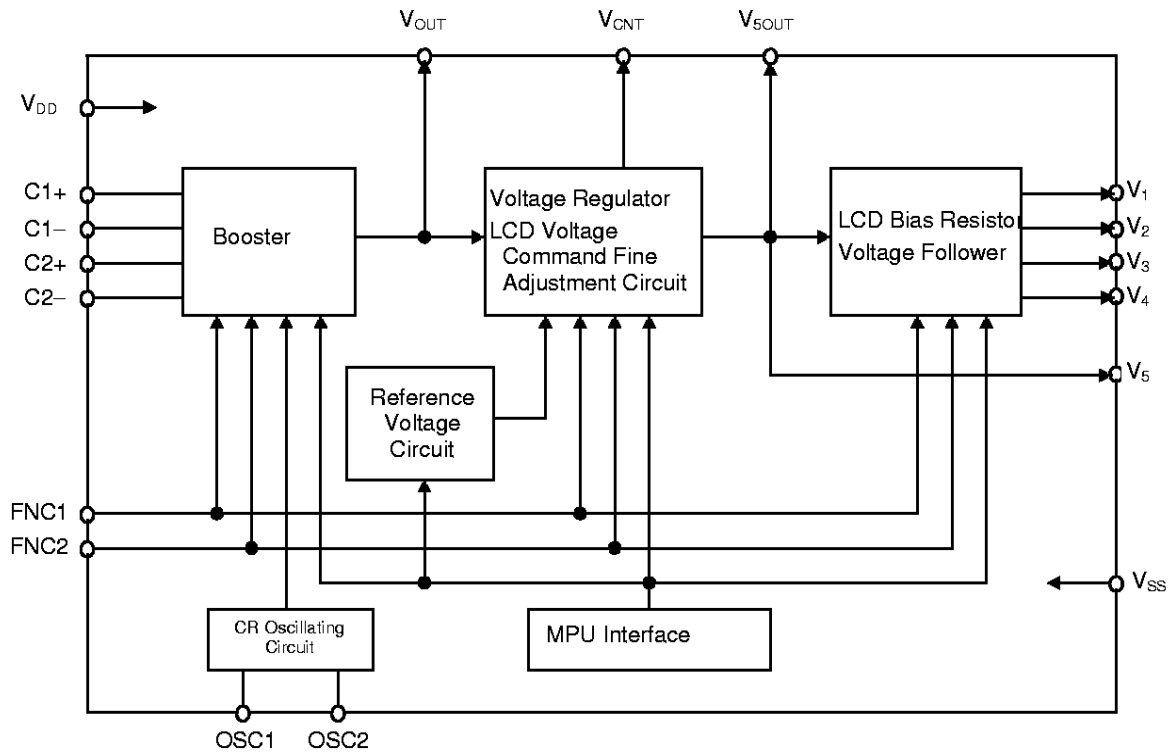 VOUT
VCNT
V5OUT
VDD
C1+
C1−
C2+
C2−
Booster
Voltage Regulator
LCD Voltage
Command Fine
Adjustment Circuit
LCD Bias Resistor
Voltage Follower
V1
V2
V3
V4
V5
Reference
Voltage
Circuit
FNC1
FNC2
VSS
CR Oscillating
Circuit
MPU Interface
OSC1
OSC2